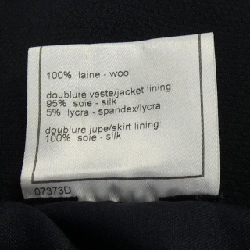 100% laine - woo
doublure veste/jacket lining
95% soie - silk
5% lycra - spandex/lycra
doublure jupe/skirt lining
100% soie - silk
07373D